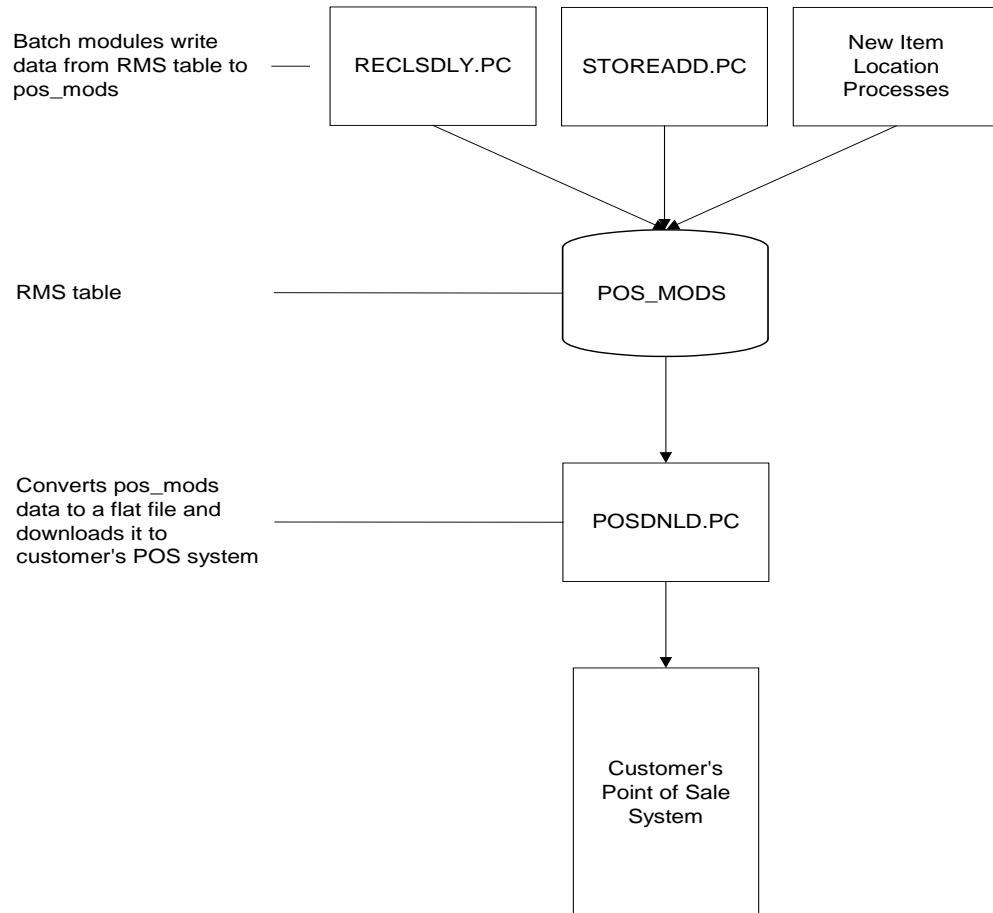 Batch modules write
data from RMS table to
pos_mods
RECLSDLY.PC
STOREADD.PC
New Item
Location
Processes
RMS table
POS_MODS
Converts pos_mods
data to a flat file and
downloads it to
customer's POS system
POSDNLD.PC
Customer's
Point of Sale
System